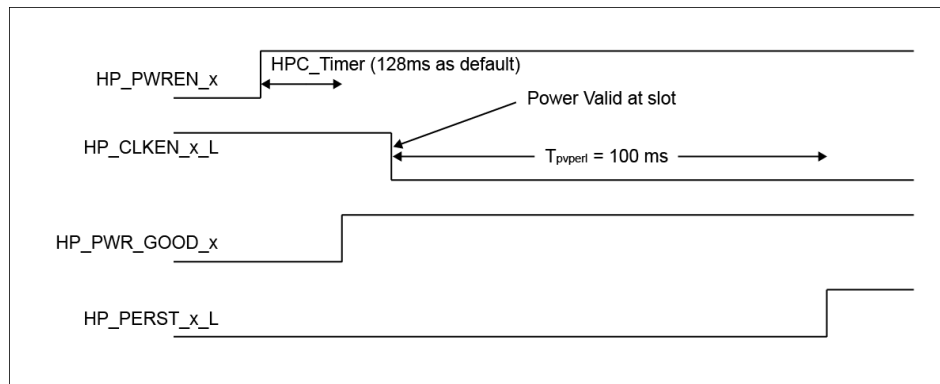 HPC_Timer (128ms as default)
HP_PWREN_x
Power Valid at slot
HP_CLKEN_x_L
Tpvperl = 100 ms
HP_PWR_GOOD_x
HP_PERST_x_L